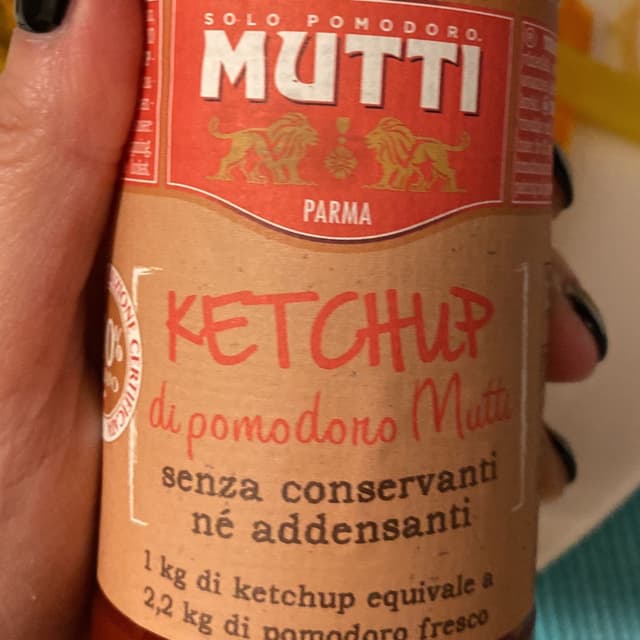 SOLO POMODORO.
MUTTI
PARMA
KETCHUP
di pomodoro Mutti
senza conservanti
né addensanti
1 kg di ketchup equivale a
2,2 kg di pomodoro fresco